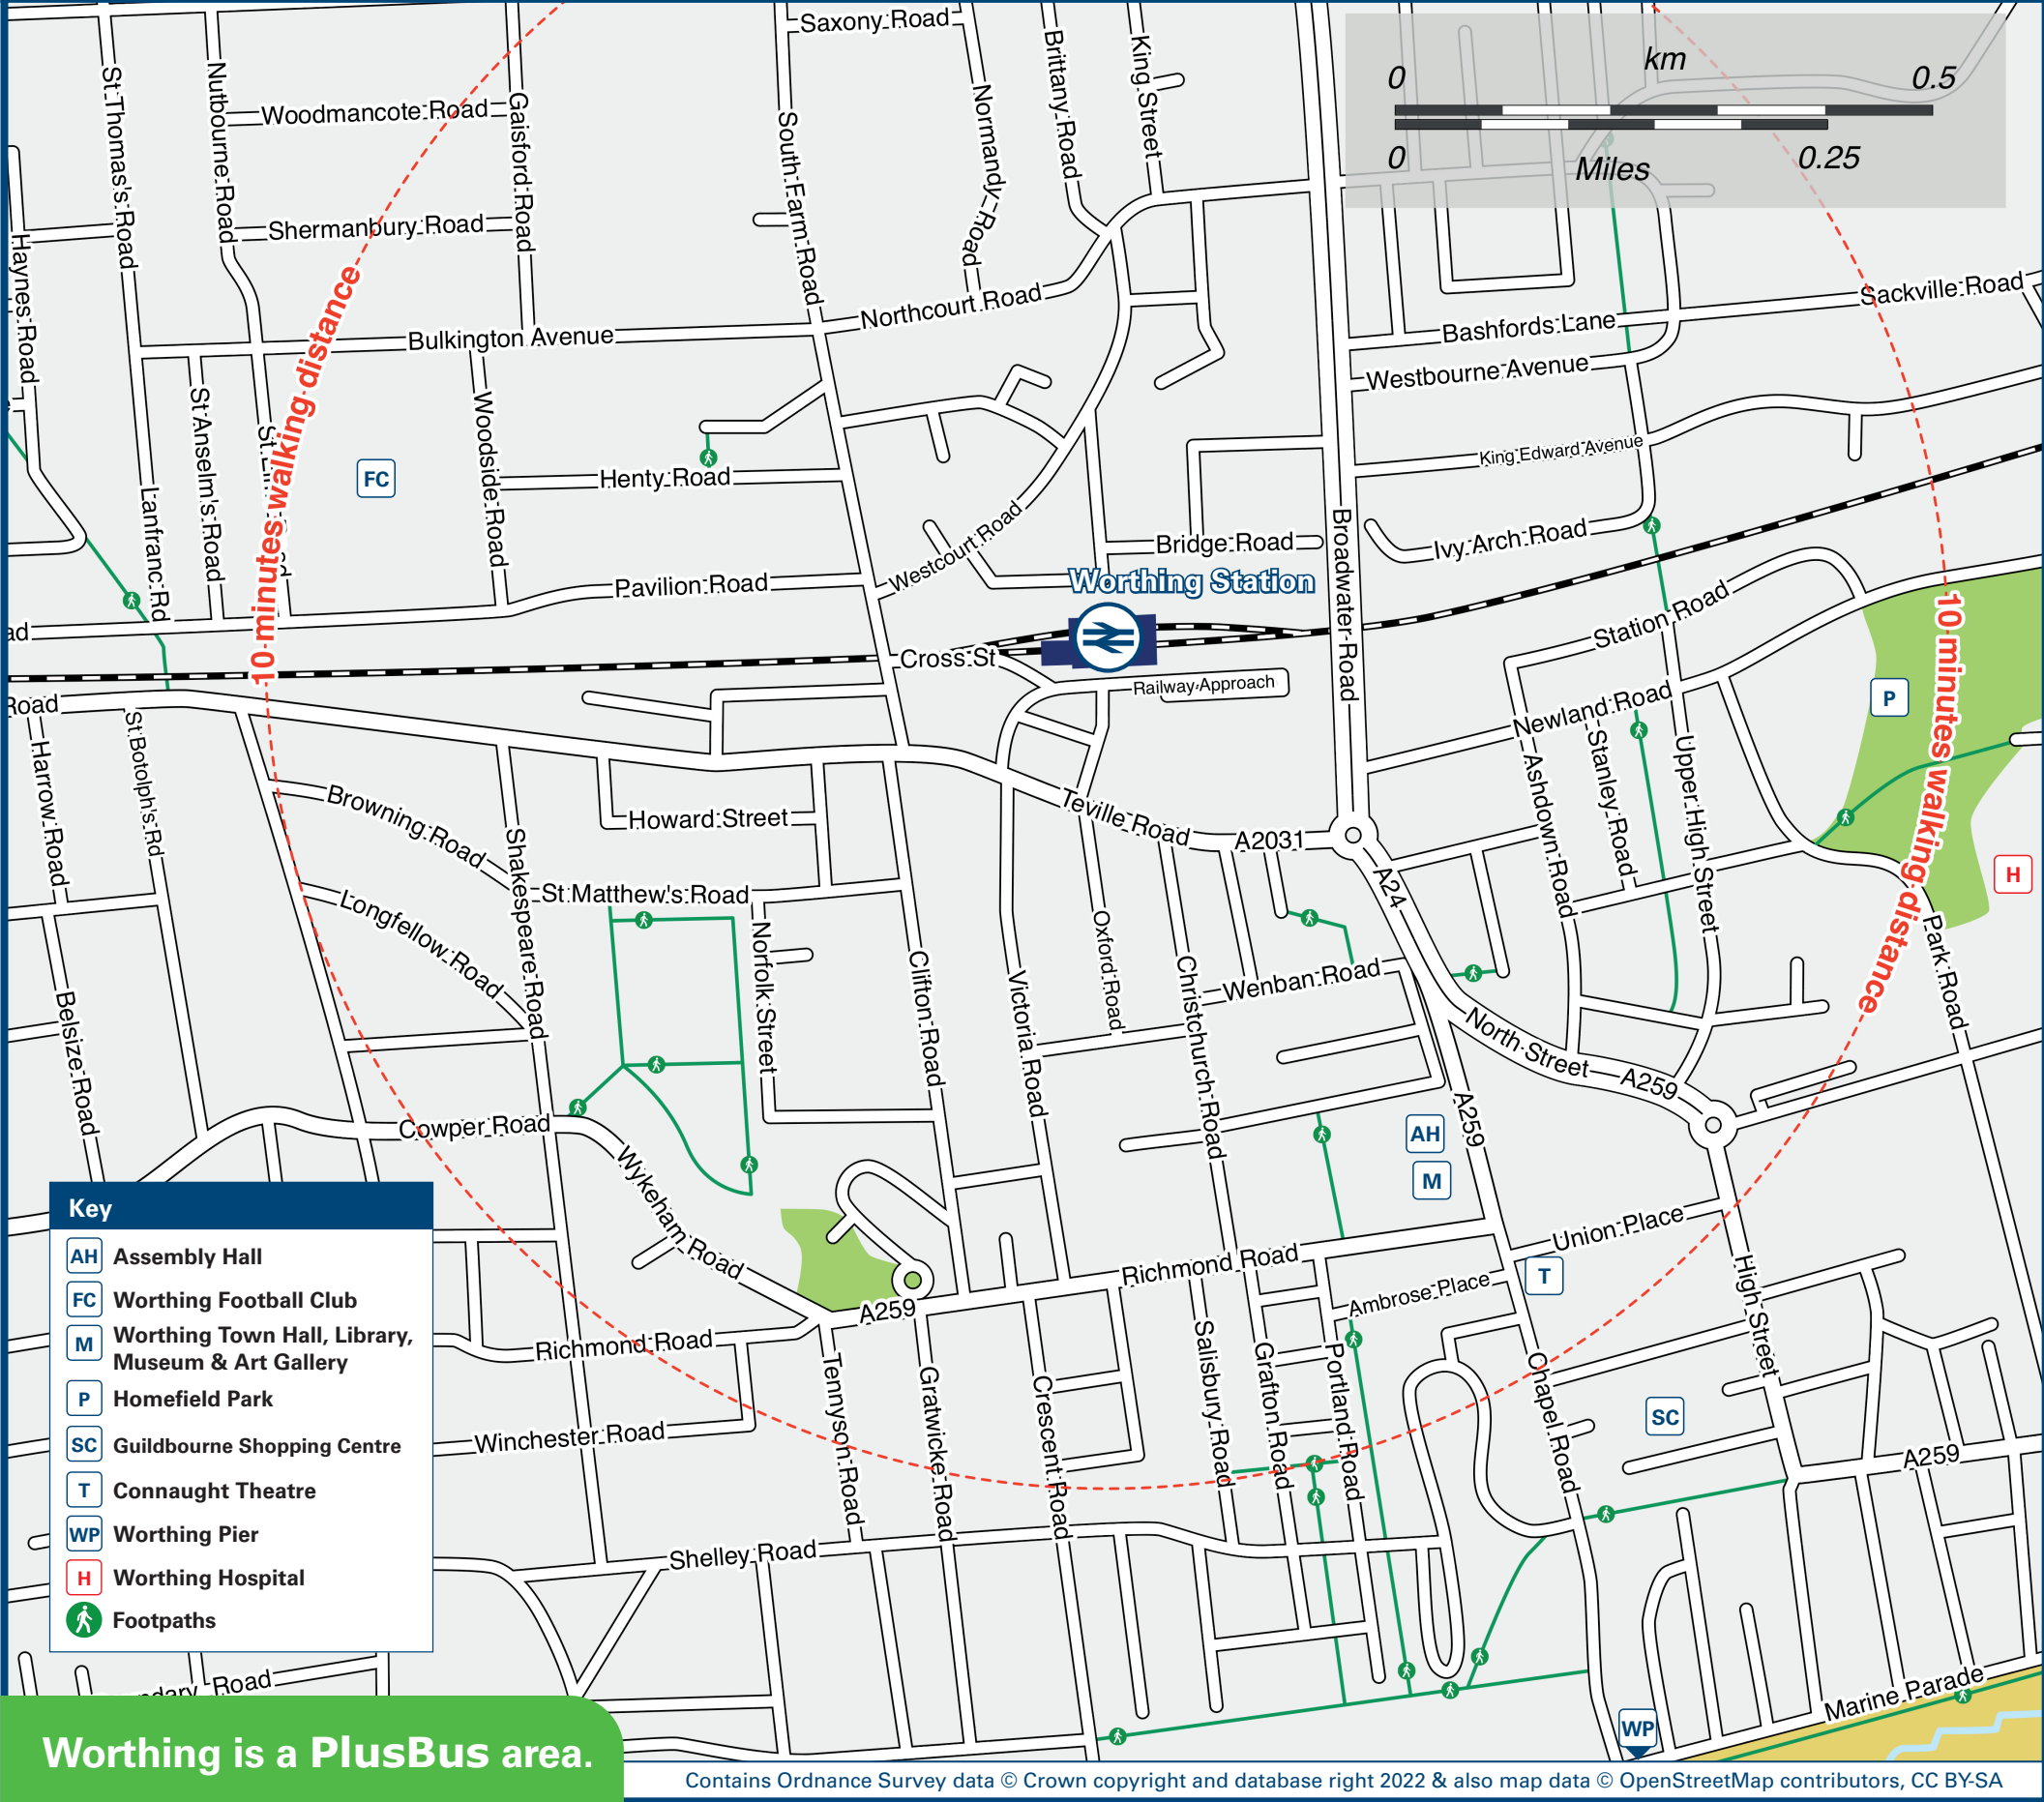 Saxony Road
km
0
0.5
0
Miles
0.25
St Thomas's Road
Nutbourne Road
Woodmancote Road
Gaisford Road
South Farm Road
Normandy Road
Brittany Road
King Street
Shermanbury Road
Haynes Road
10 minutes walking distance
Northcourt Road
Sackville Road
Bashfords Lane
Westbourne Avenue
Bulkington Avenue
St Anselm's Road
Woodside Road
FC
Henty Road
King Edward Avenue
Lanfranc Rd
Westcourt Road
Bridge Road
Broadwater Road
Ivy Arch Road
Pavilion Road
Worthing Station
ad
Cross St
Station Road
10 minutes walking distance
Railway Approach
P
Road
Newland Road
Harrow Road
St Botolph's Rd
Stanley Road
Ashdown Road
Upper High Street
Browning Road
Howard Street
Teville Road
A2031
Shakespeare Road
St Matthew's Road
A24
H
Longfellow Road
Norfolk Street
Clifton Road
Victoria Road
Oxford Road
Christchurch Road
Wenban Road
Park Road
Belsize Road
North Street
A259
Cowper Road
A259
AH
M
Wykeham Road
Union Place
Richmond Road
T
Ambrose Place
High Street
A259
Richmond Road
Tennyson Road
Gratwicke Road
Crescent Road
Salisbury Road
Grafton Road
Portland Road
Chapel Road
SC
Winchester Road
A259
Shelley Road
Marine Parade
WP
Key
AH Assembly Hall
FC Worthing Football Club
M Worthing Town Hall, Library,
Museum & Art Gallery
P Homefield Park
SC Guildbourne Shopping Centre
T Connaught Theatre
WP Worthing Pier
H Worthing Hospital
Footpaths
Road
Worthing is a PlusBus area.
Contains Ordnance Survey data © Crown copyright and database right 2022 & also map data © OpenStreetMap contributors, CC BY-SA